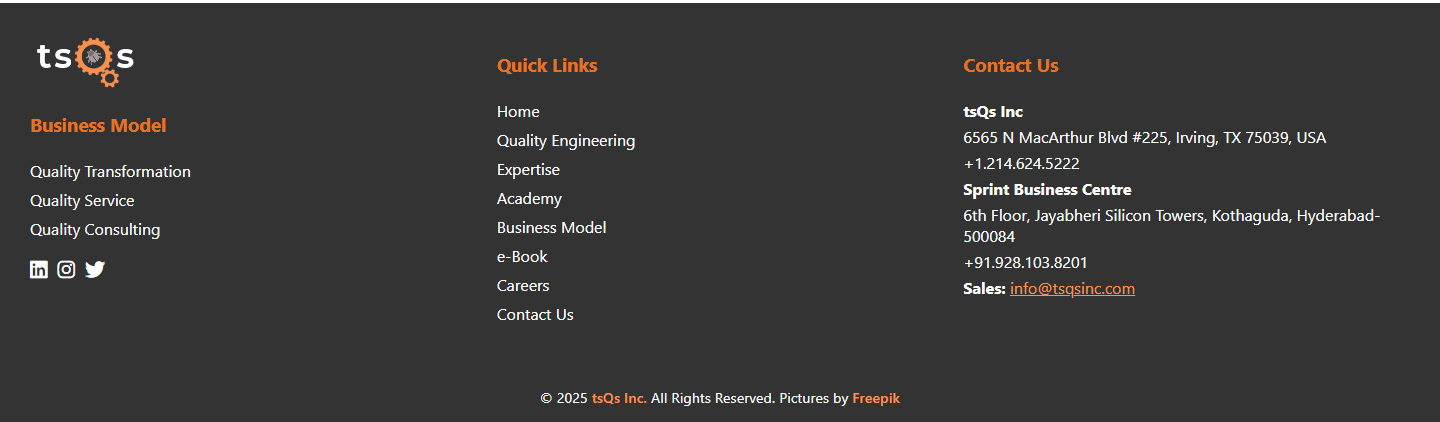 tsQs
Business Model
Quality Transformation
Quality Service
Quality Consulting
Quick Links
Home
Quality Engineering
Expertise
Academy
Business Model
e-Book
Careers
Contact Us
Contact Us
tsQs Inc
6565 N MacArthur Blvd #225, Irving, TX 75039, USA
+1.214.624.5222
Sprint Business Centre
6th Floor, Jayabheri Silicon Towers, Kothaguda, Hyderabad-
500084
+91.928.103.8201
Sales: info@tsqsinc.com
© 2025 tsQs Inc. All Rights Reserved. Pictures by Freepik